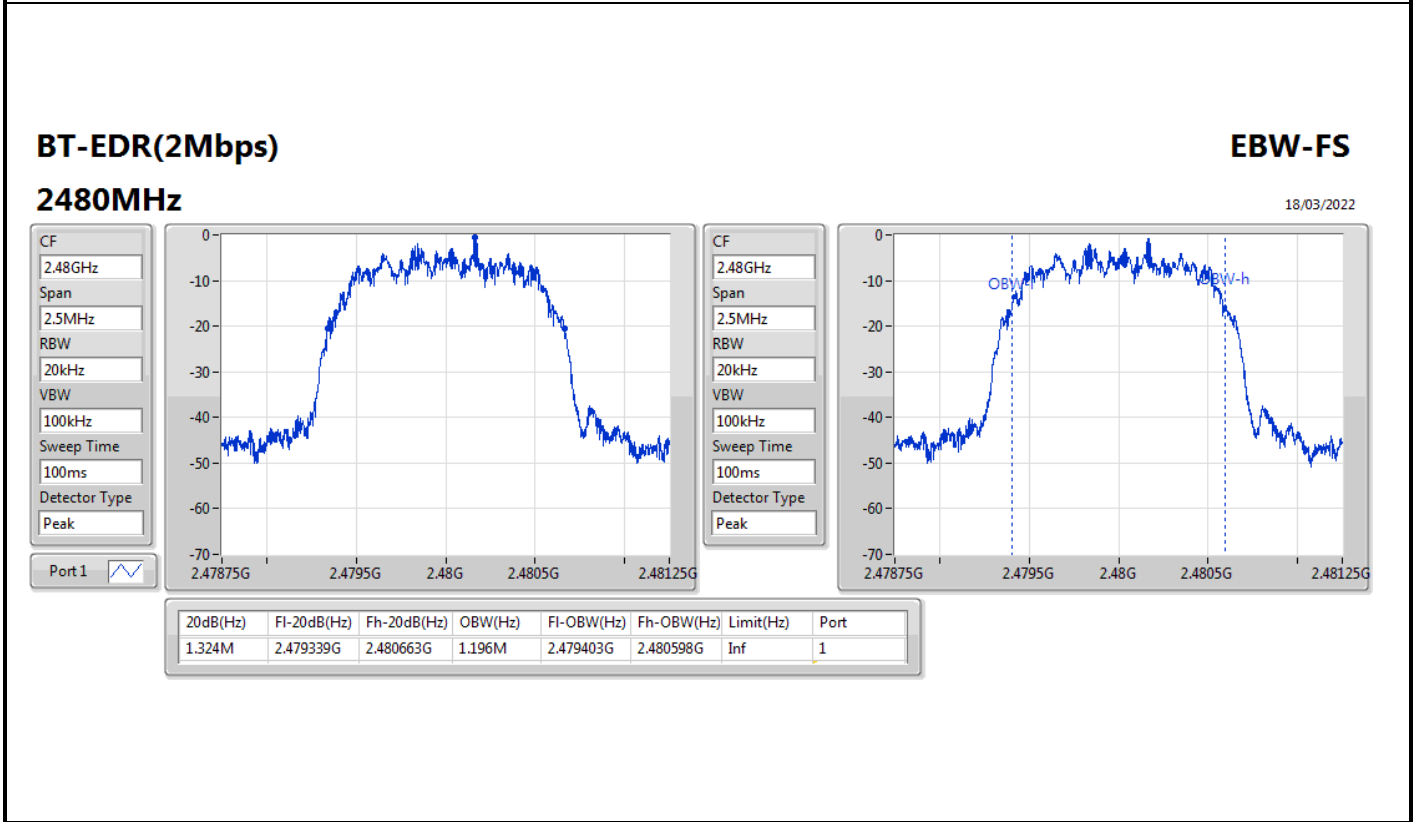 BT-EDR(2Mbps)
EBW-FS
2480MHz
18/03/2022
CF
2.48GHz
Span
2.5MHz
RBW
20kHz
VBW
100kHz
Sweep Time
100ms
Detector Type
Peak
Port 1
0
-10
-20
-30
-40
-50
-60
-70
2.47875G 2.4795G 2.48G 2.4805G 2.48125G
CF
2.48GHz
Span
2.5MHz
RBW
20kHz
VBW
100kHz
Sweep Time
100ms
Detector Type
Peak
0
-10
-20
-30
-40
-50
-60
-70
OBW-h
2.47875G 2.4795G 2.48G 2.4805G 2.48125G
20dB(Hz) Fl-20dB(Hz) Fh-20dB(Hz) OBW(Hz) Fl-OBW(Hz) Fh-OBW(Hz) Limit(Hz) Port
1.324M 2.479339G 2.480663G 1.196M 2.479403G 2.480598G Inf 1